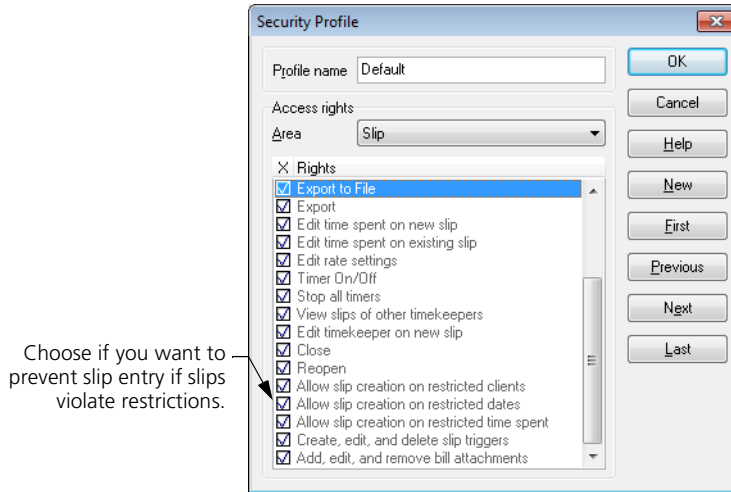 Security Profile
Profile name Default
Access rights
Area Slip
X Rights
Export to File
Export
Edit time spent on new slip
Edit time spent on existing slip
Edit rate settings
Timer On/Off
Stop all timers
View slips of other timekeepers
Edit timekeeper on new slip
Close
Reopen
Allow slip creation on restricted clients
Allow slip creation on restricted dates
Allow slip creation on restricted time spent
Create, edit, and delete slip triggers
Add, edit, and remove bill attachments
OK
Cancel
Help
New
First
Previous
Next
Last
Choose if you want to
prevent slip entry if slips
violate restrictions.